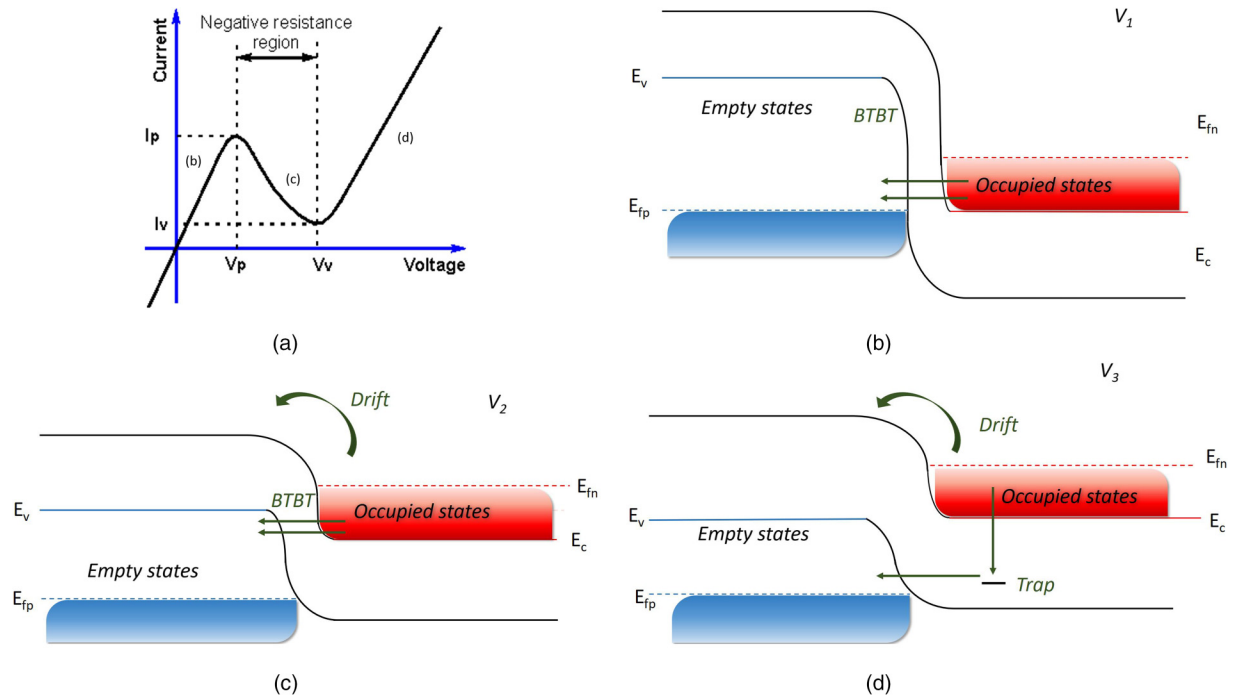 Negative resistance
region
Current
Ip
(b)
(c)
(d)
Iv
Vp
Vv
Voltage
(a)
V1
Ev
Empty states
BTBT
Efn
Occupied states
Efp
Ec
(b)
Drift
V2
Efn
BTBT
Occupied states
Ev
Ec
Empty states
Efp
(c)
V3
Drift
Efn
Occupied states
Ev
Ec
Empty states
Trap
Efp
(d)